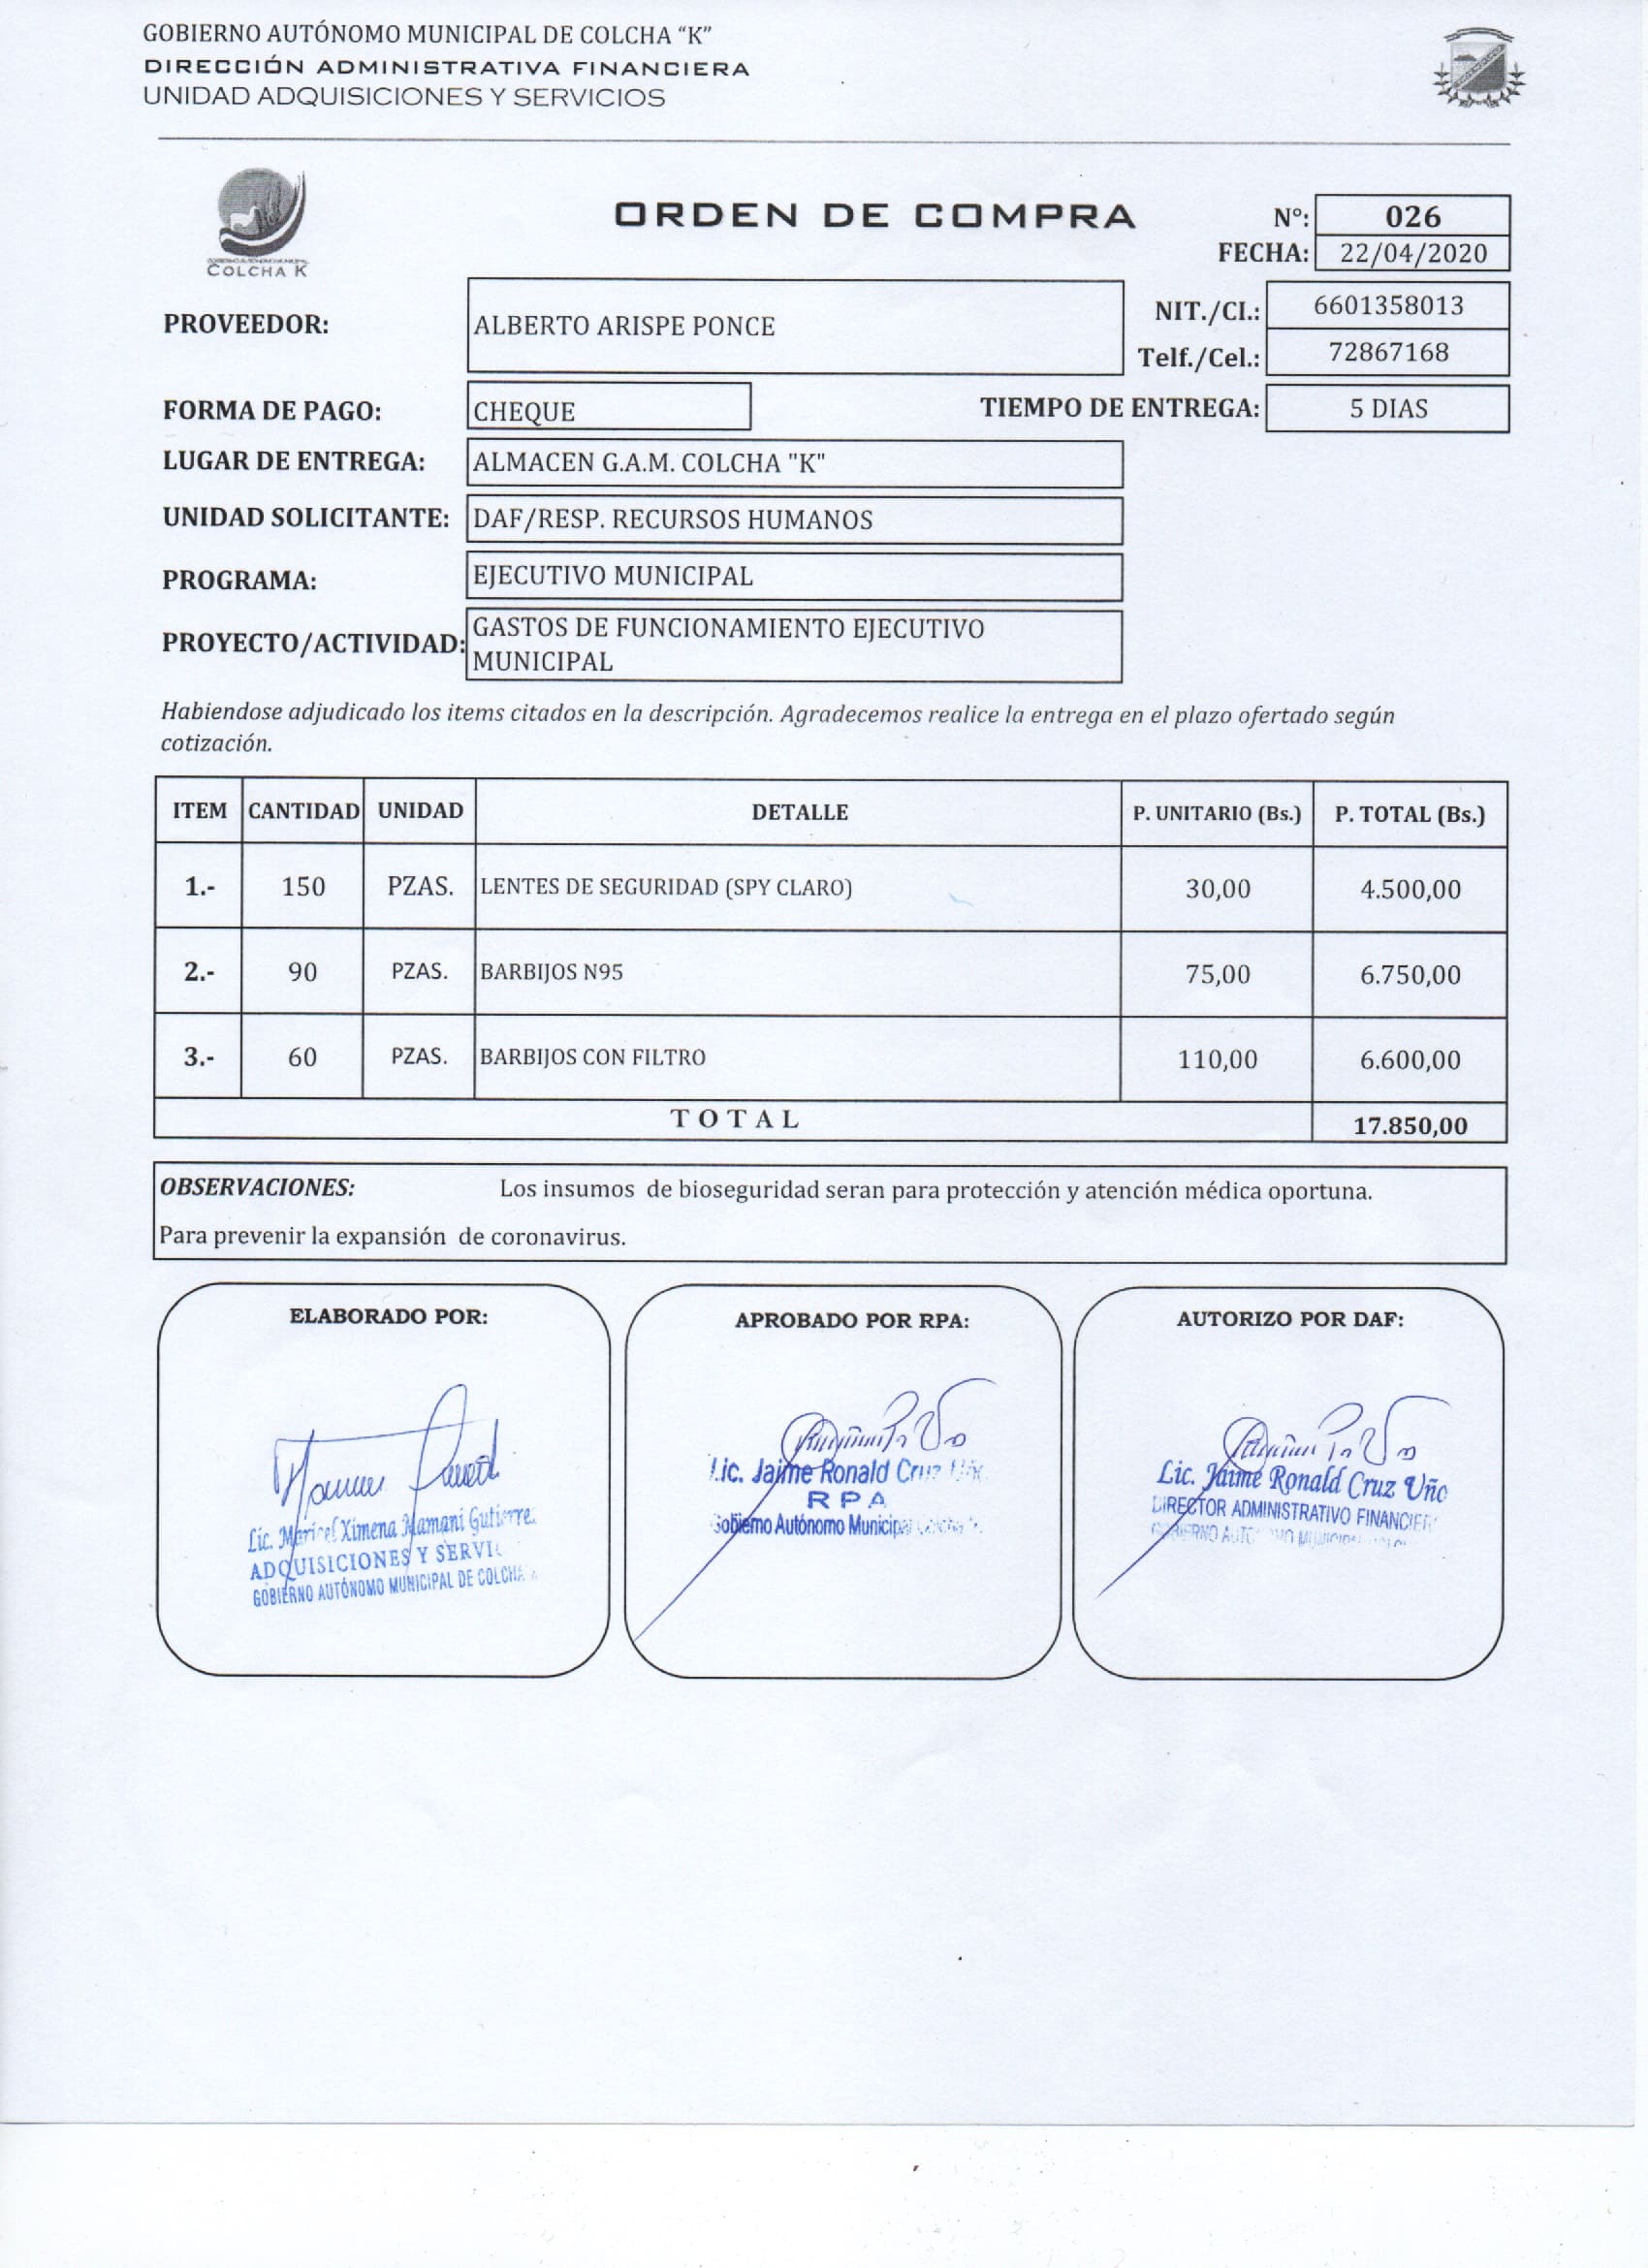 GOBIERNO AUTÓNOMO MUNICIPAL DE COLCHA “K”
DIRECCIÓN ADMINISTRATIVA FINANCIERA
UNIDAD ADQUISICIONES Y SERVICIOS
COLCHA K
ORDEN DE COMPRA
N°: 026
FECHA: 22/04/2020
PROVEEDOR: ALBERTO ARISPE PONCE
NIT./CI.: 6601358013
Telf./Cel.: 72867168
FORMA DE PAGO: CHEQUE TIEMPO DE ENTREGA: 5 DIAS
LUGAR DE ENTREGA: ALMACEN G.A.M. COLCHA "K"
UNIDAD SOLICITANTE: DAF/RESP. RECURSOS HUMANOS
PROGRAMA: EJECUTIVO MUNICIPAL
PROYECTO/ACTIVIDAD: GASTOS DE FUNCIONAMIENTO EJECUTIVO
MUNICIPAL
Habiendose adjudicado los items citados en la descripción. Agradecemos realice la entrega en el plazo ofertado según
cotización.
ITEM CANTIDAD UNIDAD DETALLE P. UNITARIO (Bs.) P. TOTAL (Bs.)
1.- 150 PZAS. LENTES DE SEGURIDAD (SPY CLARO) 30,00 4.500,00
2.- 90 PZAS. BARBIJOS N95 75,00 6.750,00
3.- 60 PZAS. BARBIJOS CON FILTRO 110,00 6.600,00
TOTAL 17.850,00
OBSERVACIONES: Los insumos de bioseguridad seran para protección y atención médica oportuna.
Para prevenir la expansión de coronavirus.
ELABORADO POR:
Lic. Maricel Ximena Mamani
ADQUISICIONES Y
GOBIERNO AUTÓNOMO MUNICIPAL DE COLCHA
APROBADO POR RPA:
Lic. Jaime Ronald Cruz
RPA
Gobierno Autónomo Municipal
AUTORIZO POR DAF:
Lic. Jaime Ronald Cruz Uño
DIRECTOR ADMINISTRATIVO